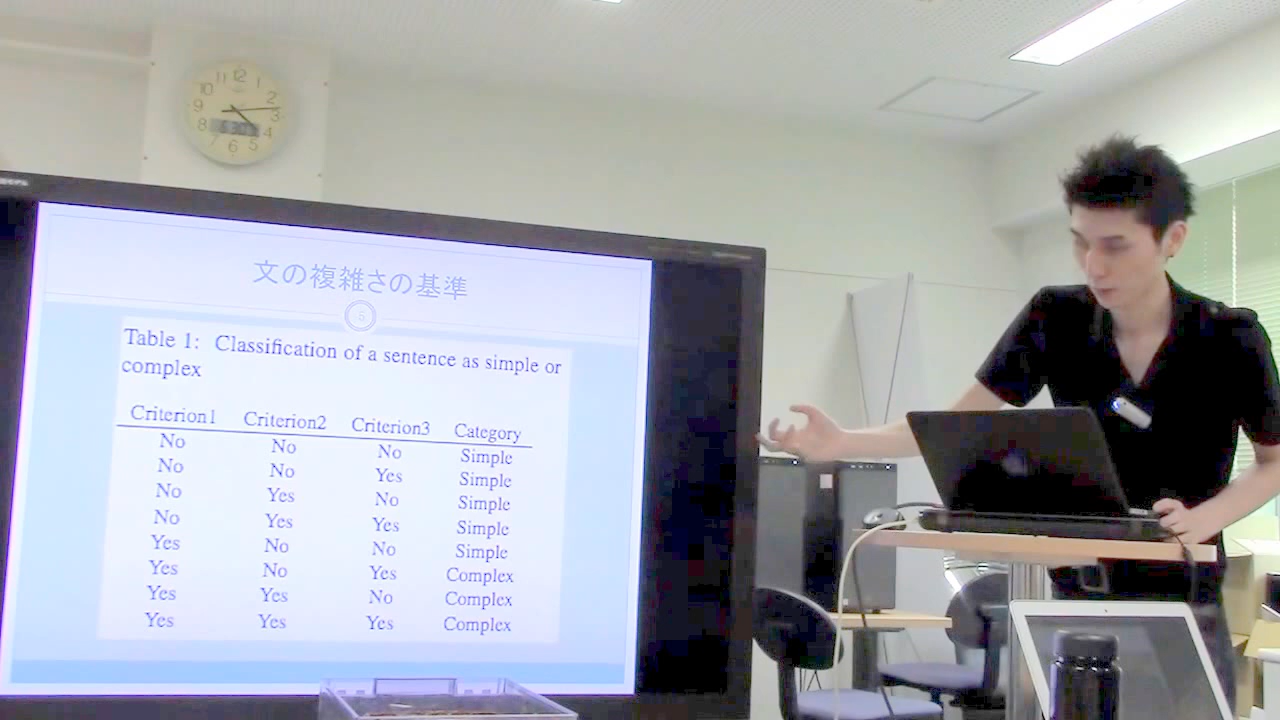 文の複雑さの基準
5
Table 1: Classification of a sentence as simple or
complex
Criterion1 Criterion2 Criterion3 Category
No No No Simple
No No Yes Simple
No Yes No Simple
No Yes Yes Simple
Yes No No Simple
Yes No Yes Complex
Yes Yes No Complex
Yes Yes Yes Complex